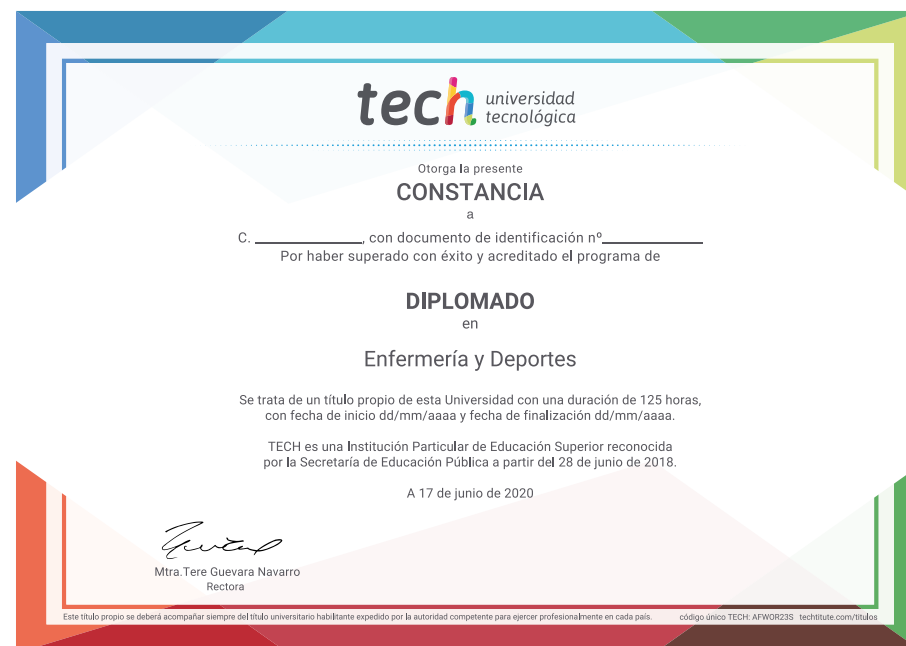 tech universidad
tecnológica
Otorga la presente
CONSTANCIA
a
C. ____________, con documento de identificación nº____________
Por haber superado con éxito y acreditado el programa de
DIPLOMADO
en
Enfermería y Deportes
Se trata de un título propio de esta Universidad con una duración de 125 horas,
con fecha de inicio dd/mm/aaaa y fecha de finalización dd/mm/aaaa.
TECH es una Institución Particular de Educación Superior reconocida
por la Secretaría de Educación Pública a partir del 28 de junio de 2018.
A 17 de junio de 2020
Mtra.Tere Guevara Navarro
Rectora
Este título propio se deberá acompañar siempre del título universitario habilitante expedido por la autoridad competente para ejercer profesionalmente en cada país. código único TECH: AFWOR23S techtitute.com/titulos